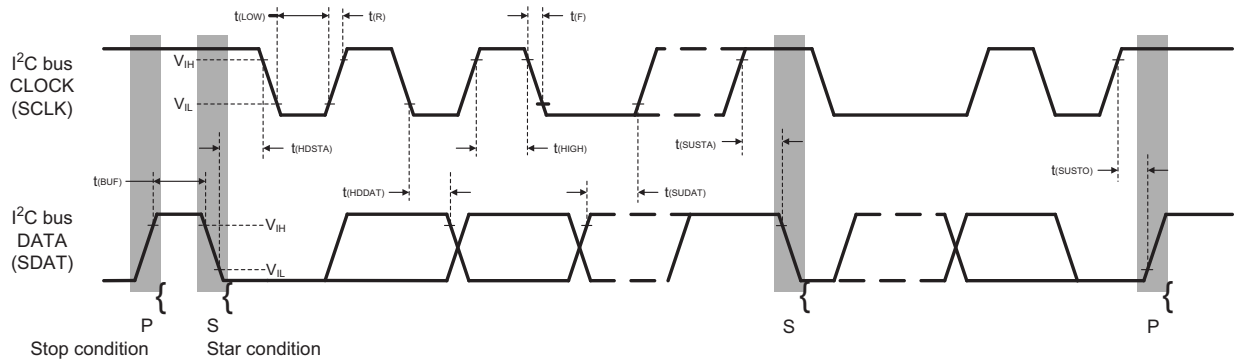 t(LOW) t(R) t(F)
I²C bus
CLOCK
(SCLK)
VIH
VIL
t(HDSTA) t(HIGH) t(SUSTA) t(SUSTO)
t(BUF) t(HDDAT) t(SUDAT)
I²C bus
DATA
(SDAT)
VIH
VIL
{ { { {
P S S P
Stop condition Star condition